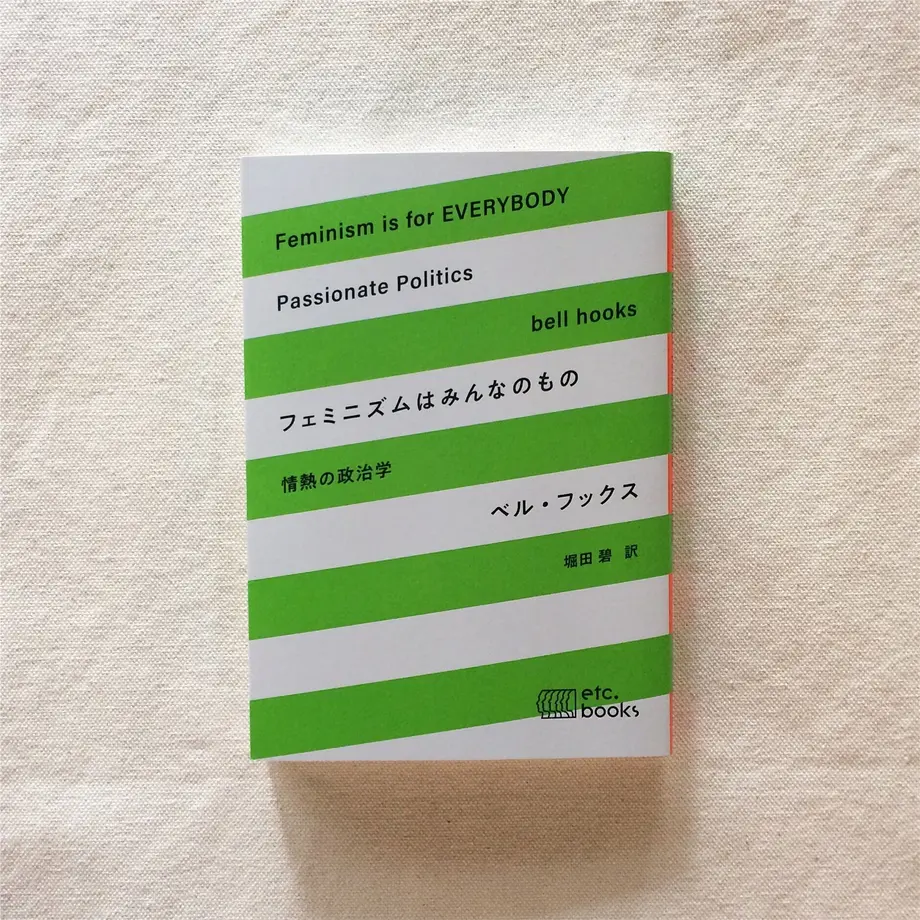 Feminism is for EVERYBODY
Passionate Politics
bell hooks
フェミニズムはみんなのもの
情熱の政治学
ベル・フックス
堀田 碧 訳
etc.
books